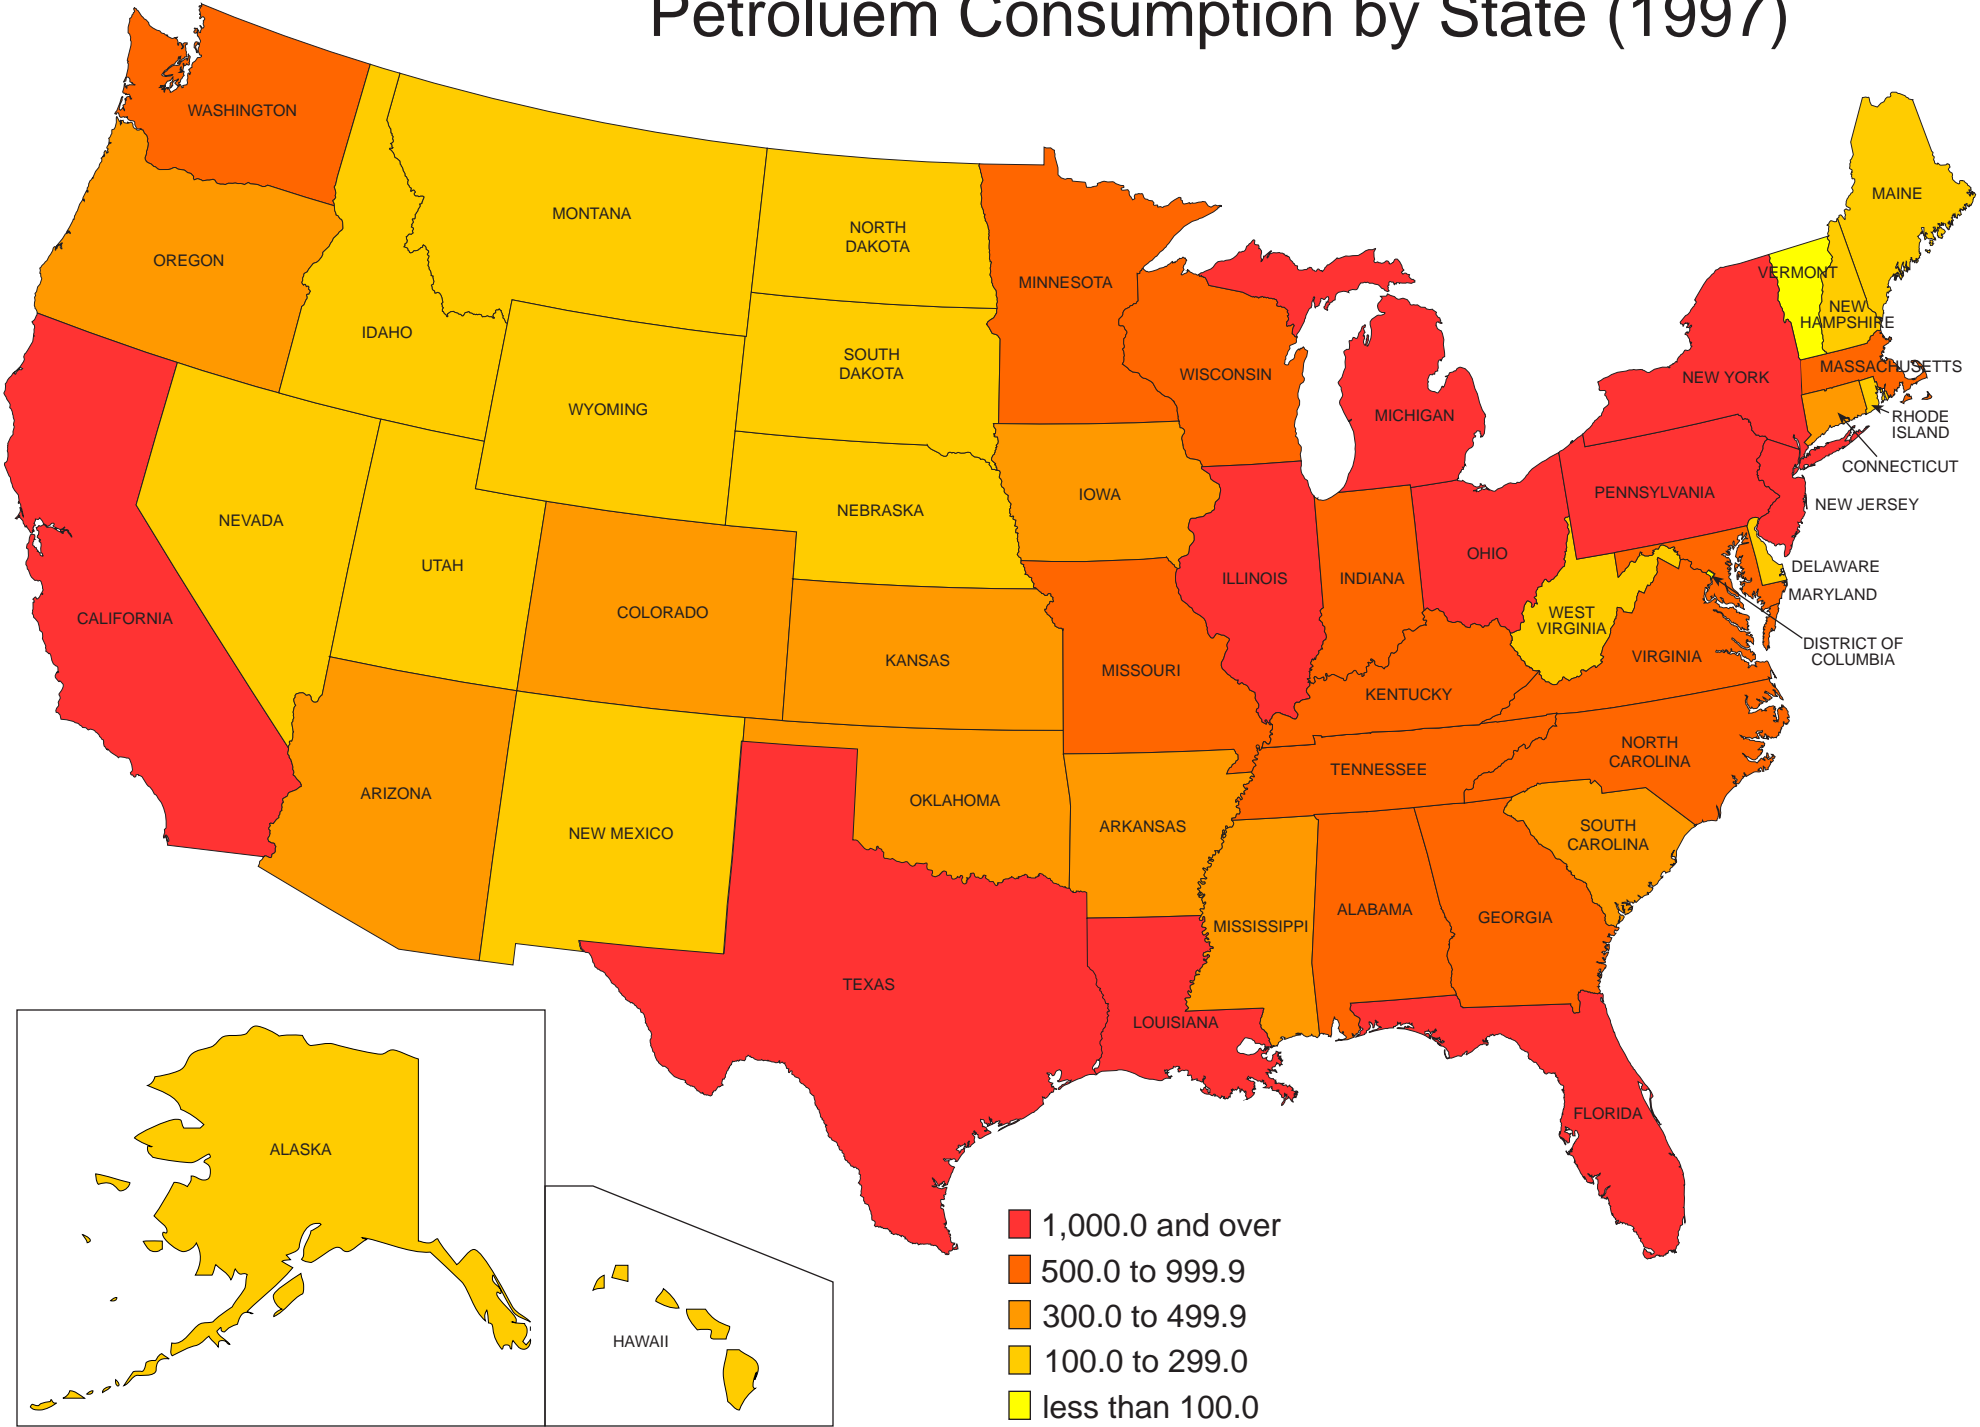 Petroluem Consumption by State (1997)
WASHINGTON
OREGON
CALIFORNIA
IDAHO
NEVADA
MONTANA
WYOMING
UTAH
COLORADO
ARIZONA
NEW MEXICO
NORTH
DAKOTA
SOUTH
DAKOTA
NEBRASKA
KANSAS
OKLAHOMA
TEXAS
MINNESOTA
IOWA
MISSOURI
ARKANSAS
LOUISIANA
WISCONSIN
ILLINOIS
MICHIGAN
INDIANA
OHIO
KENTUCKY
TENNESSEE
MISSISSIPPI
ALABAMA
GEORGIA
FLORIDA
SOUTH
CAROLINA
NORTH
CAROLINA
VIRGINIA
WEST
VIRGINIA
PENNSYLVANIA
NEW YORK
MAINE
VERMONT
NEW
HAMPSHIRE
MASSACHUSETTS
RHODE
ISLAND
CONNECTICUT
NEW JERSEY
DELAWARE
MARYLAND
DISTRICT OF
COLUMBIA
ALASKA
HAWAII
1,000.0 and over
500.0 to 999.9
300.0 to 499.9
100.0 to 299.0
less than 100.0